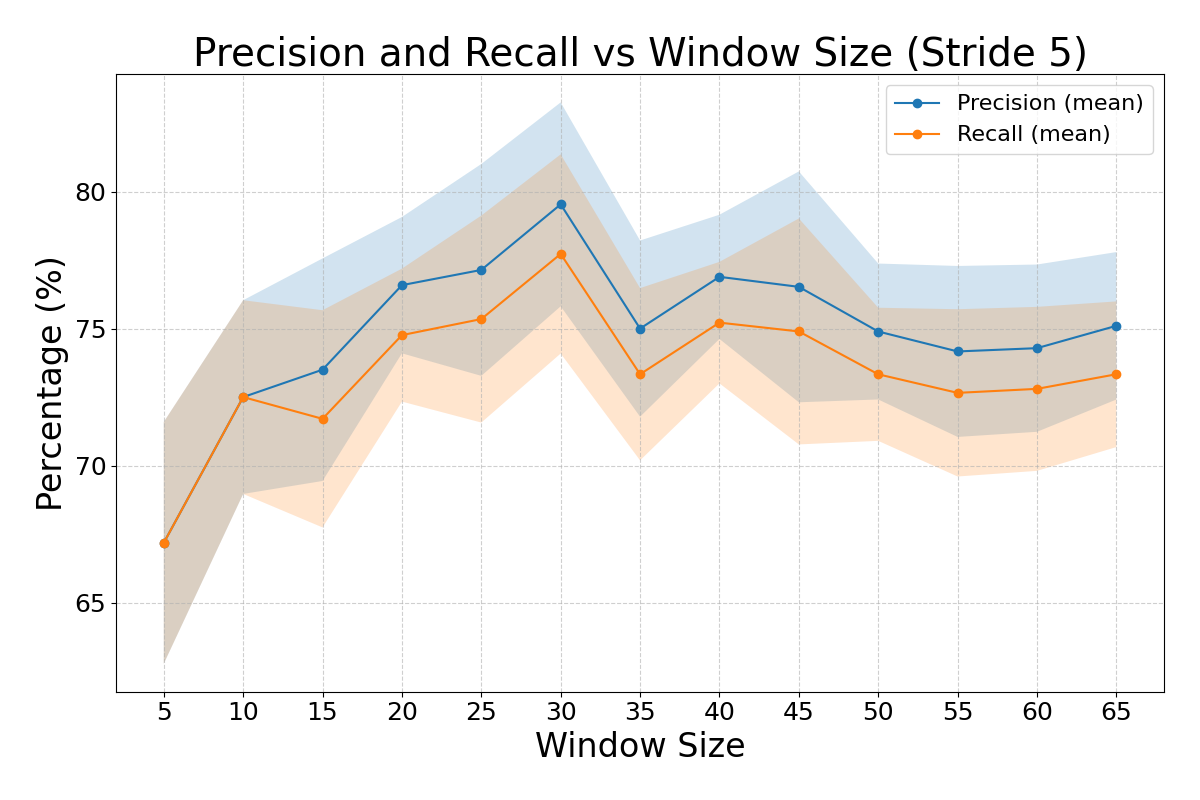 Precision and Recall vs Window Size (Stride 5)
Precision (mean)
Recall (mean)
Percentage (%)
80
75
70
65
5 10 15 20 25 30 35 40 45 50 55 60 65
Window Size